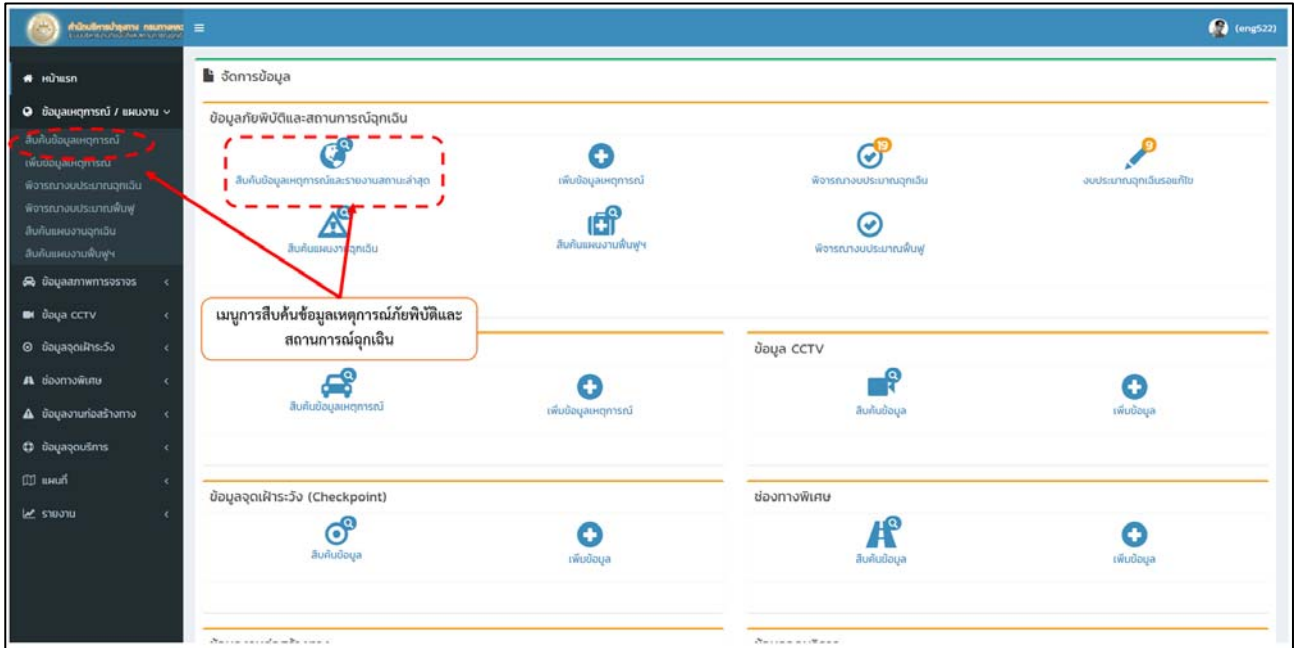 สำนักบริหารบำรุงทาง
(eng522)
หน้าแรก
ข้อมูลเหตุการณ์ / แผนงาน
สืบค้นข้อมูลเหตุการณ์
เพิ่มข้อมูลเหตุการณ์
พิจารณางบประมาณฉุกเฉิน
พิจารณางบประมาณฟื้นฟู
สืบค้นแผนงานฉุกเฉิน
สืบค้นแผนงานฟื้นฟูฯ
ข้อมูลสภาพการจราจร
ข้อมูล CCTV
ข้อมูลจุดเฝ้าระวัง
ช่องทางพิเศษ
ข้อมูลงานก่อสร้างทาง
ข้อมูลจุดบริการ
แผนที่
รายงาน
จัดการข้อมูล
ข้อมูลภัยพิบัติและสถานการณ์ฉุกเฉิน
19
9
สืบค้นข้อมูลเหตุการณ์และรายงานสถานะล่าสุด
เพิ่มข้อมูลเหตุการณ์
พิจารณางบประมาณฉุกเฉิน
งบประมาณฉุกเฉินรอแก้ไข
สืบค้นแผนงานฉุกเฉิน
สืบค้นแผนงานฟื้นฟูฯ
พิจารณางบประมาณฟื้นฟู
เมนูการสืบค้นข้อมูลเหตุการณ์ภัยพิบัติและ
สถานการณ์ฉุกเฉิน
สืบค้นข้อมูลเหตุการณ์
เพิ่มข้อมูลเหตุการณ์
ข้อมูล CCTV
สืบค้นข้อมูล
เพิ่มข้อมูล
ข้อมูลจุดเฝ้าระวัง (Checkpoint)
สืบค้นข้อมูล
เพิ่มข้อมูล
ช่องทางพิเศษ
สืบค้นข้อมูล
เพิ่มข้อมูล